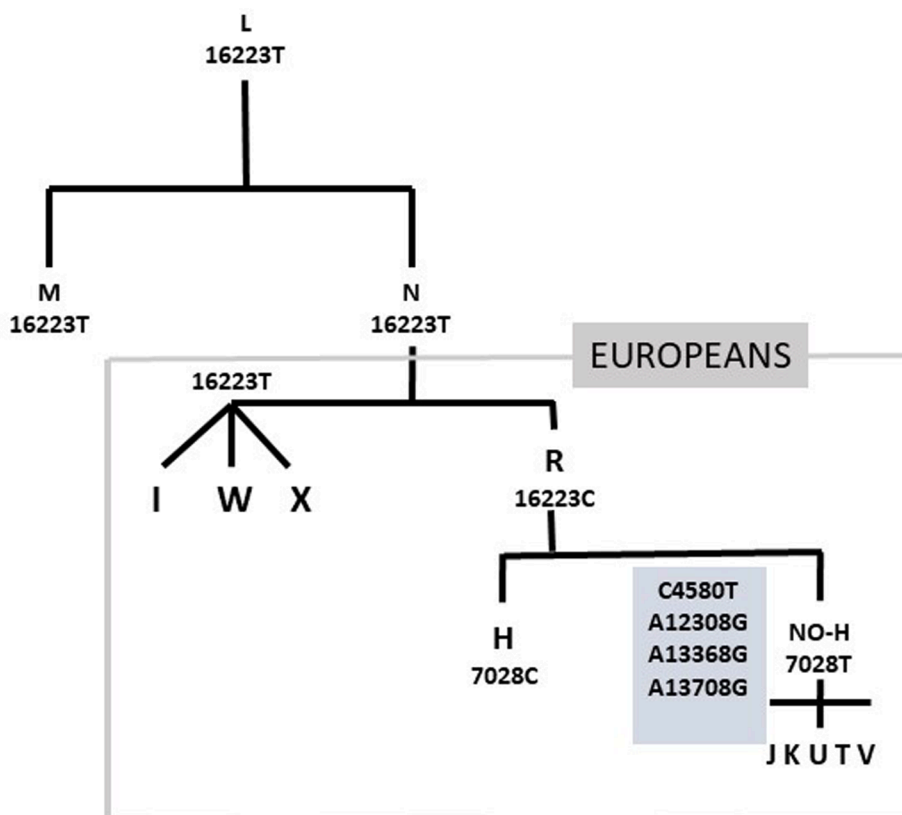 L
16223T
M
16223T
N
16223T
EUROPEANS
16223T
I W X
R
16223C
H
7028C
C4580T
A12308G
A13368G
A13708G
NO-H
7028T
J K U T V